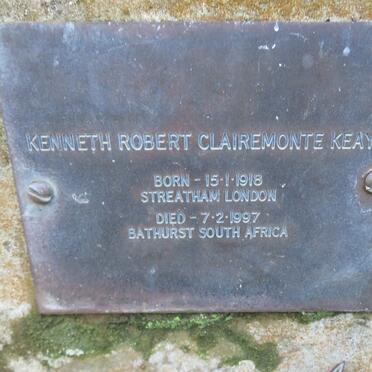 KENNETH ROBERT CLAIREMONTE KEAY
BORN - 15·1·1918
STREATHAM LONDON
DIED - 7·2·1997
BATHURST SOUTH AFRICA